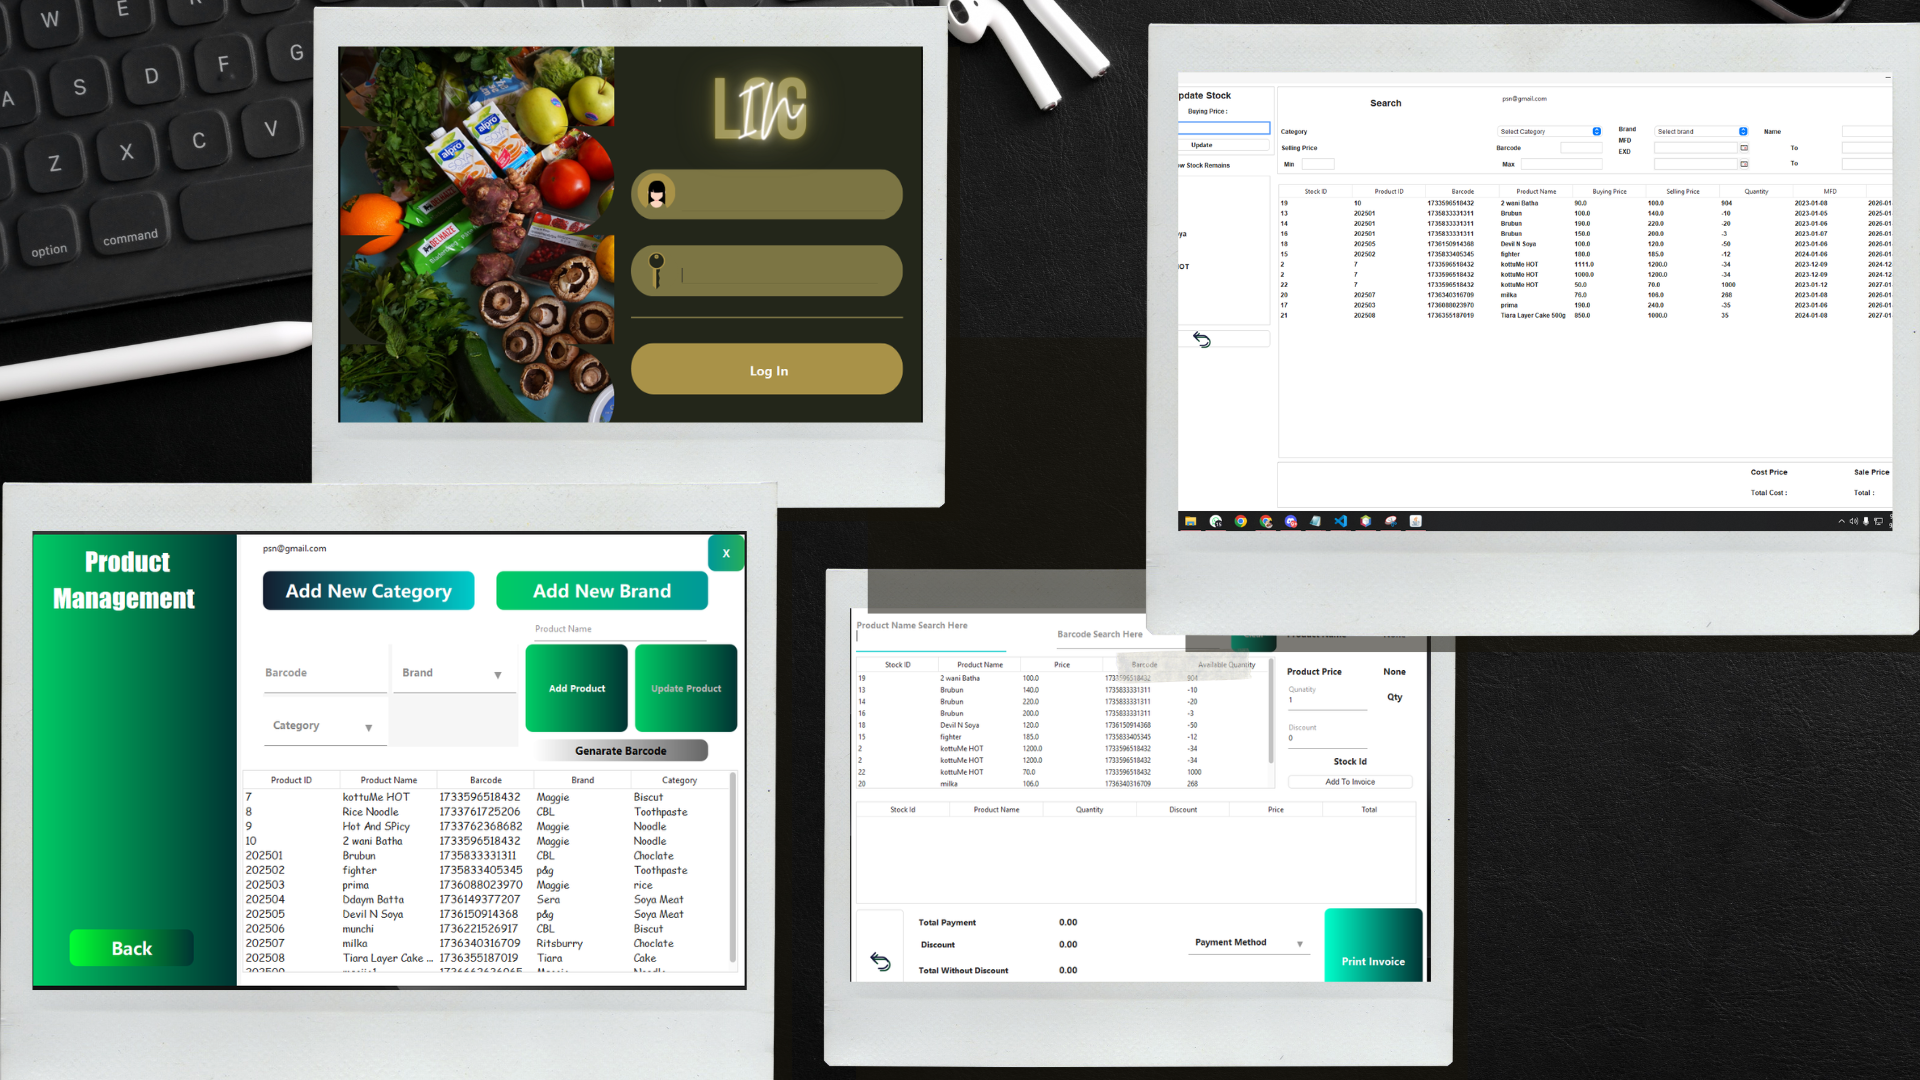 W
E
A
S
D
F
G
Z
X
C
V
option
command
LOG
IN
alpro
alpro
DELHAIZE
Log In
pdate Stock
Buying Price :
Update
ow Stock Remains
ya
IOT
Search
psn@gmail.com
Category Select Category Brand Select brand Name
Selling Price Barcode MFD To
Min Max EXD To
Stock ID Product ID Barcode Product Name Buying Price Selling Price Quantity MFD
19 10 1733596518432 2 wani Batha 90.0 100.0 904 2023-01-08 2026-01
13 202501 1735833331311 Brubun 100.0 140.0 -10 2023-01-05 2026-01
14 202501 1735833331311 Brubun 190.0 220.0 -20 2023-01-06 2026-01
16 202501 1735833331311 Brubun 150.0 200.0 -3 2023-01-07 2026-01
18 202505 1736150914368 Devil N Soya 100.0 120.0 -50 2023-01-06 2026-01
15 202502 1735833405345 fighter 180.0 185.0 -12 2023-01-06 2026-01
2 7 1733596518432 kottuMe HOT 1111.0 1200.0 -34 2023-12-09 2024-12
2 7 1733596518432 kottuMe HOT 1000.0 1200.0 -34 2023-12-09 2024-12
22 7 1733596518432 kottuMe HOT 50.0 70.0 1000 2023-01-12 2027-01
20 202507 1736340316709 milka 76.0 106.0 268 2023-01-08 2026-01
17 202503 1736088023970 prima 190.0 240.0 -35 2023-01-06 2026-01
21 202508 1736355187019 Tiara Layer Cake 500g 850.0 1000.0 35 2024-01-08 2027-01
Cost Price Sale Price
Total Cost : Total :
Product
Management
Back
psn@gmail.com
X
Add New Category Add New Brand
Product Name
Barcode Brand
Category
Add Product Update Product
Genarate Barcode
Product ID Product Name Barcode Brand Category
7 kottuMe HOT 1733596518432 Maggie Biscut
8 Rice Noodle 1733761725206 CBL Toothpaste
9 Hot And SPicy 1733762368682 Maggie Noodle
10 2 wani Batha 1733596518432 Maggie Noodle
202501 Brubun 1735833331311 CBL Choclate
202502 fighter 1735833405345 p&g Toothpaste
202503 prima 1736088023970 Maggie rice
202504 Ddaym Batta 1736149377207 Sera Soya Meat
202505 Devil N Soya 1736150914368 p&g Soya Meat
202506 munchi 1736221526917 CBL Biscut
202507 milka 1736340316709 Ritsburry Choclate
202508 Tiara Layer Cake ... 1736355187019 Tiara Cake
Product Name Search Here
Barcode Search Here
Stock ID Product Name Price Barcode Available Quantity
19 2 wani Batha 100.0 1733596518432 904
13 Brubun 140.0 1735833331311 -10
14 Brubun 220.0 1735833331311 -20
16 Brubun 200.0 1735833331311 -3
18 Devil N Soya 120.0 1736150914368 -50
15 fighter 185.0 1735833405345 -12
2 kottuMe HOT 1200.0 1733596518432 -34
2 kottuMe HOT 1200.0 1733596518432 -34
22 kottuMe HOT 70.0 1733596518432 1000
20 milka 106.0 1736340316709 268
Product Price None
Qunatity
1 Qty
Discount
0
Stock Id
Add To Invoice
Stock Id Product Name Quantity Discount Price Total
Total Payment 0.00
Discount 0.00
Total Without Discount 0.00
Payment Method
Print Invoice